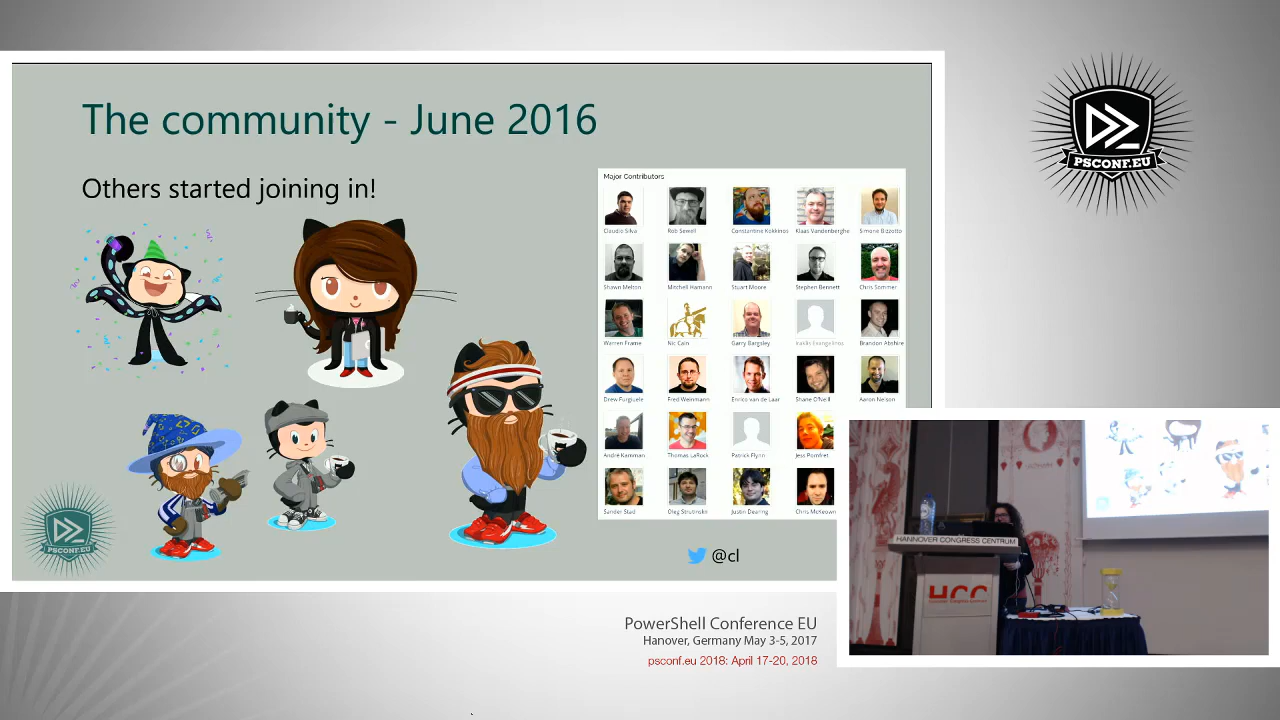 The community - June 2016
Others started joining in!
Major Contributors
Claudio Silva
Rob Sewell
Constantine Kokkinos
Klaas Vandenberghe
Simone Bizzotto
Shawn Melton
Mitchell Hamann
Stuart Moore
Stephen Bennett
Chris Sommer
Warren Frame
Nic Cain
Garry Bargsley
Brandon Abshire
Drew Furgiuele
Fred Weinmann
Enrico van de Laar
Shane O'Neill
Aaron Nelson
André Kamman
Thomas LaRock
Patrick Flynn
Jess Pomfret
Sander Stad
Oleg Strutinskii
Justin Dearing
Chris McKeown
@cl
PSCONF.EU
PSCONF.EU
HANNOVER CONGRESS CENTRUM
HCC
PowerShell Conference EU
Hanover, Germany May 3-5, 2017
psconf.eu 2018: April 17-20, 2018